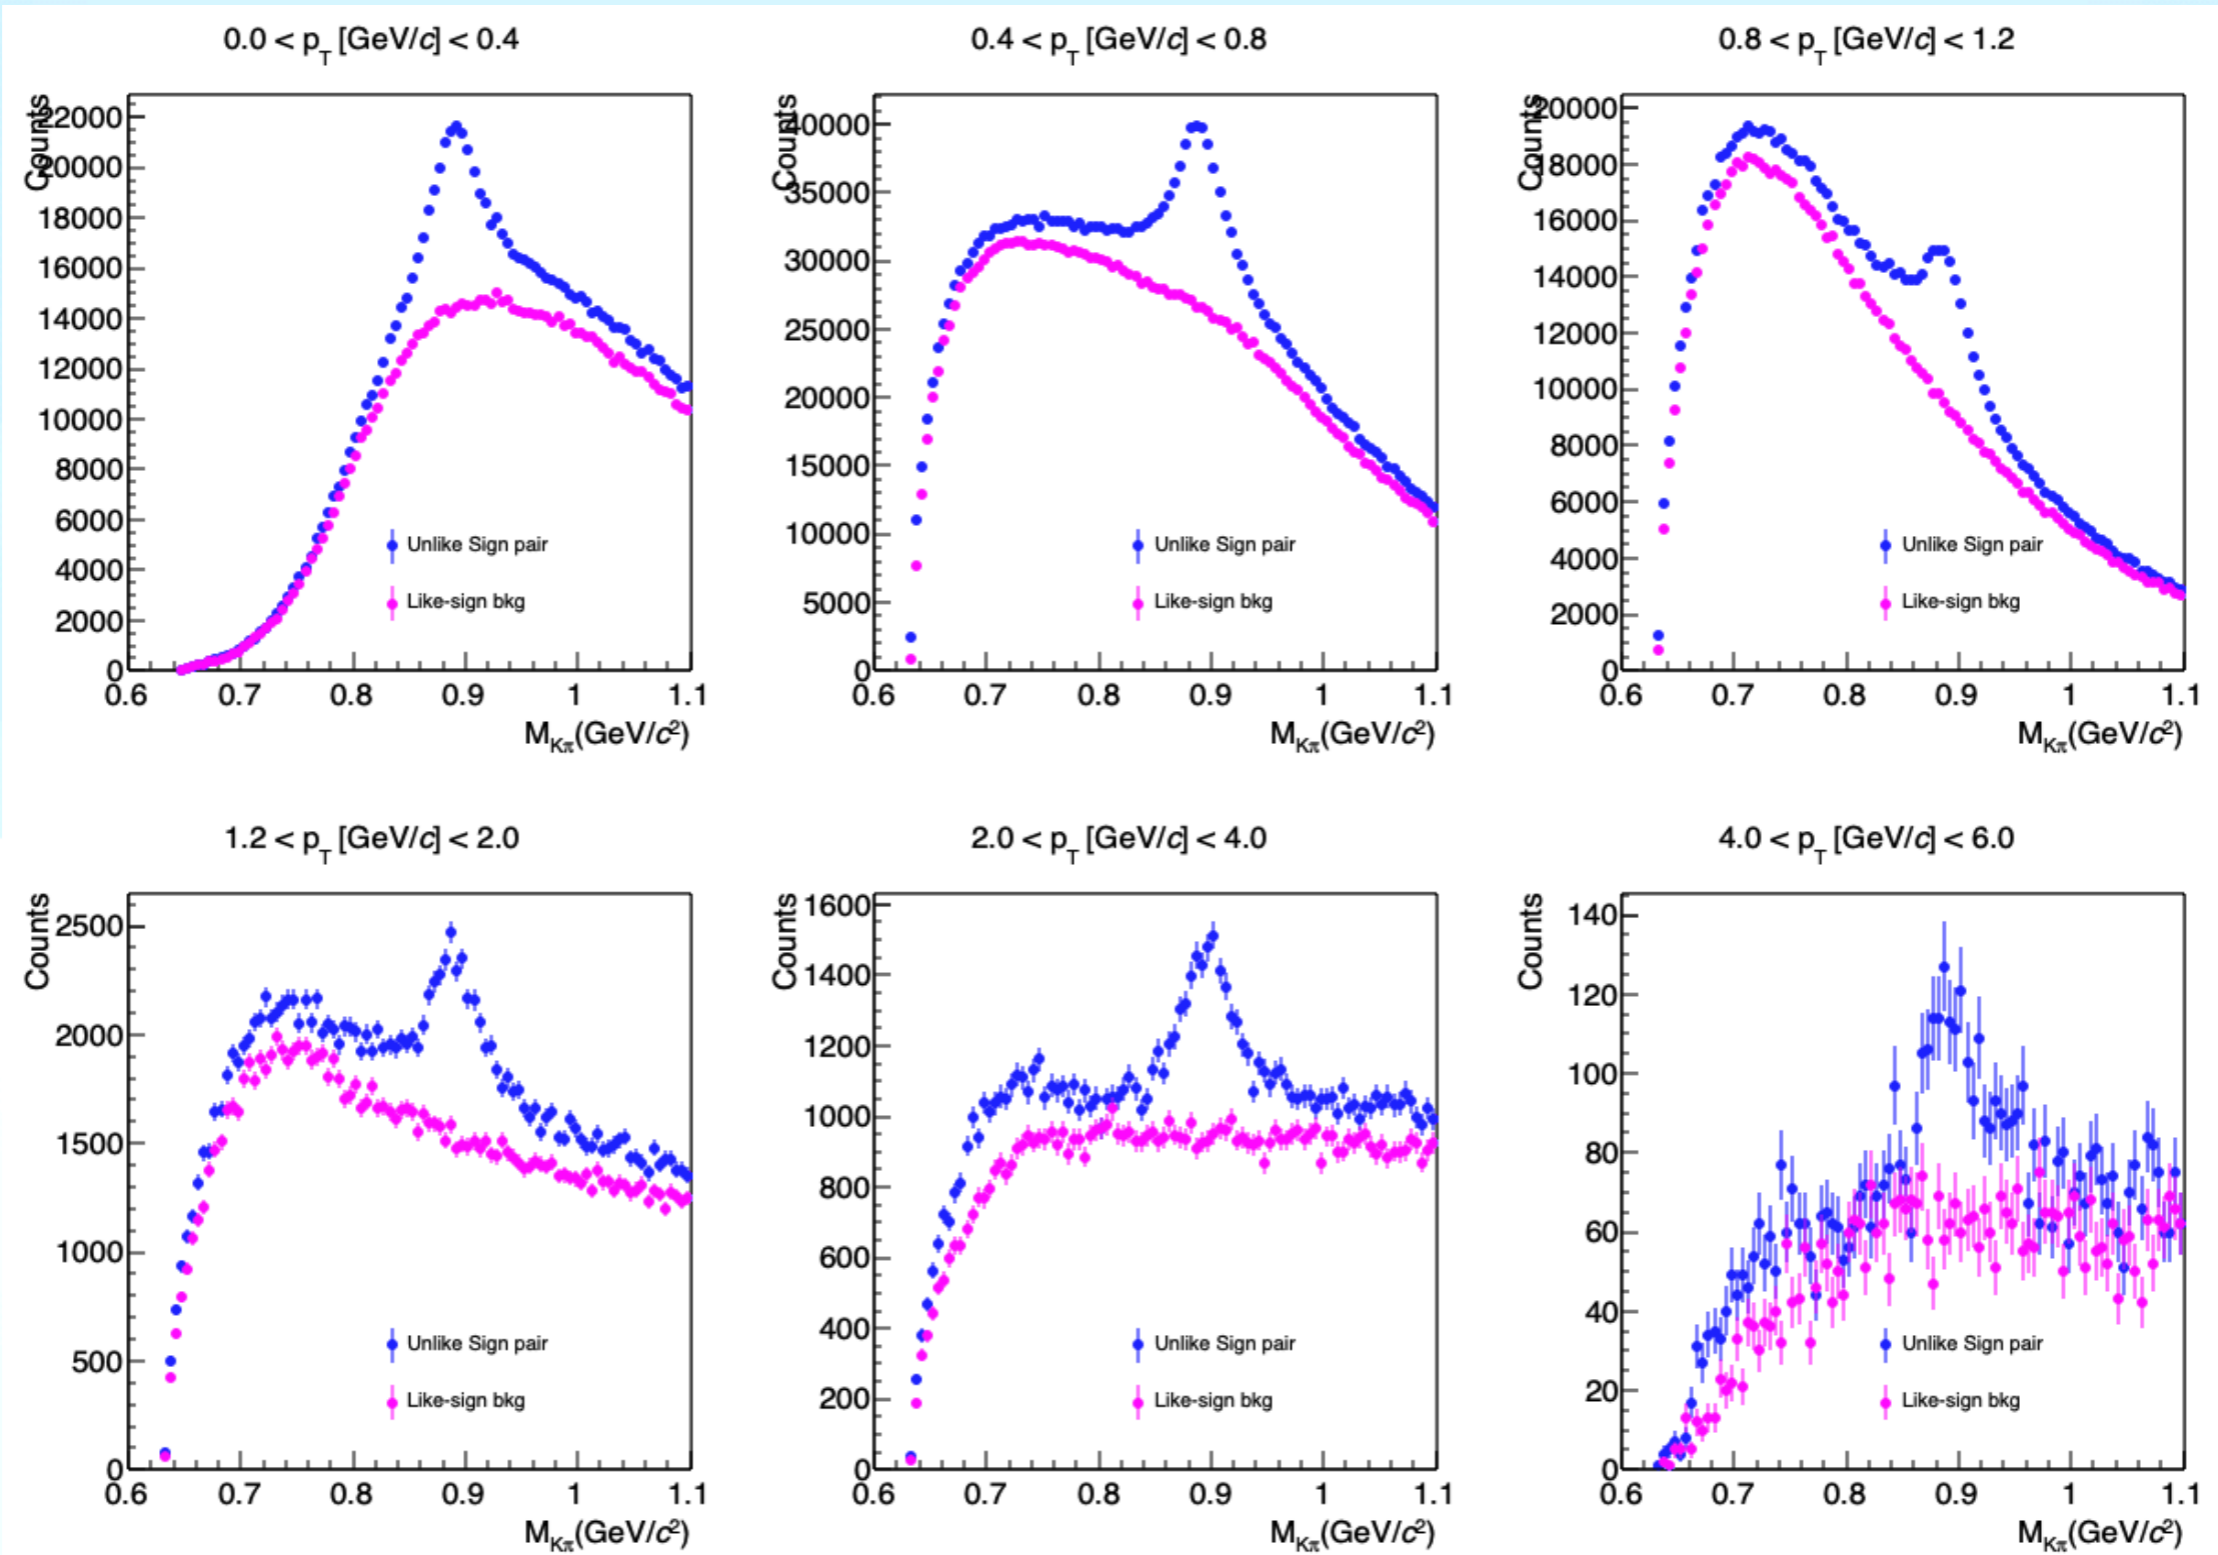 0.0 < p_T [GeV/c] < 0.4
Counts
22000
20000
18000
16000
14000
12000
10000
8000
6000
4000
2000
0
Unlike Sign pair
Like-sign bkg
0.6 0.7 0.8 0.9 1 1.1
M_Kπ(GeV/c²)
0.4 < p_T [GeV/c] < 0.8
Counts
40000
35000
30000
25000
20000
15000
10000
5000
0
Unlike Sign pair
Like-sign bkg
0.6 0.7 0.8 0.9 1 1.1
M_Kπ(GeV/c²)
0.8 < p_T [GeV/c] < 1.2
Counts
20000
18000
16000
14000
12000
10000
8000
6000
4000
2000
0
Unlike Sign pair
Like-sign bkg
0.6 0.7 0.8 0.9 1 1.1
M_Kπ(GeV/c²)
1.2 < p_T [GeV/c] < 2.0
Counts
2500
2000
1500
1000
500
0
Unlike Sign pair
Like-sign bkg
0.6 0.7 0.8 0.9 1 1.1
M_Kπ(GeV/c²)
2.0 < p_T [GeV/c] < 4.0
Counts
1600
1400
1200
1000
800
600
400
200
0
Unlike Sign pair
Like-sign bkg
0.6 0.7 0.8 0.9 1 1.1
M_Kπ(GeV/c²)
4.0 < p_T [GeV/c] < 6.0
Counts
140
120
100
80
60
40
20
0
Unlike Sign pair
Like-sign bkg
0.6 0.7 0.8 0.9 1 1.1
M_Kπ(GeV/c²)